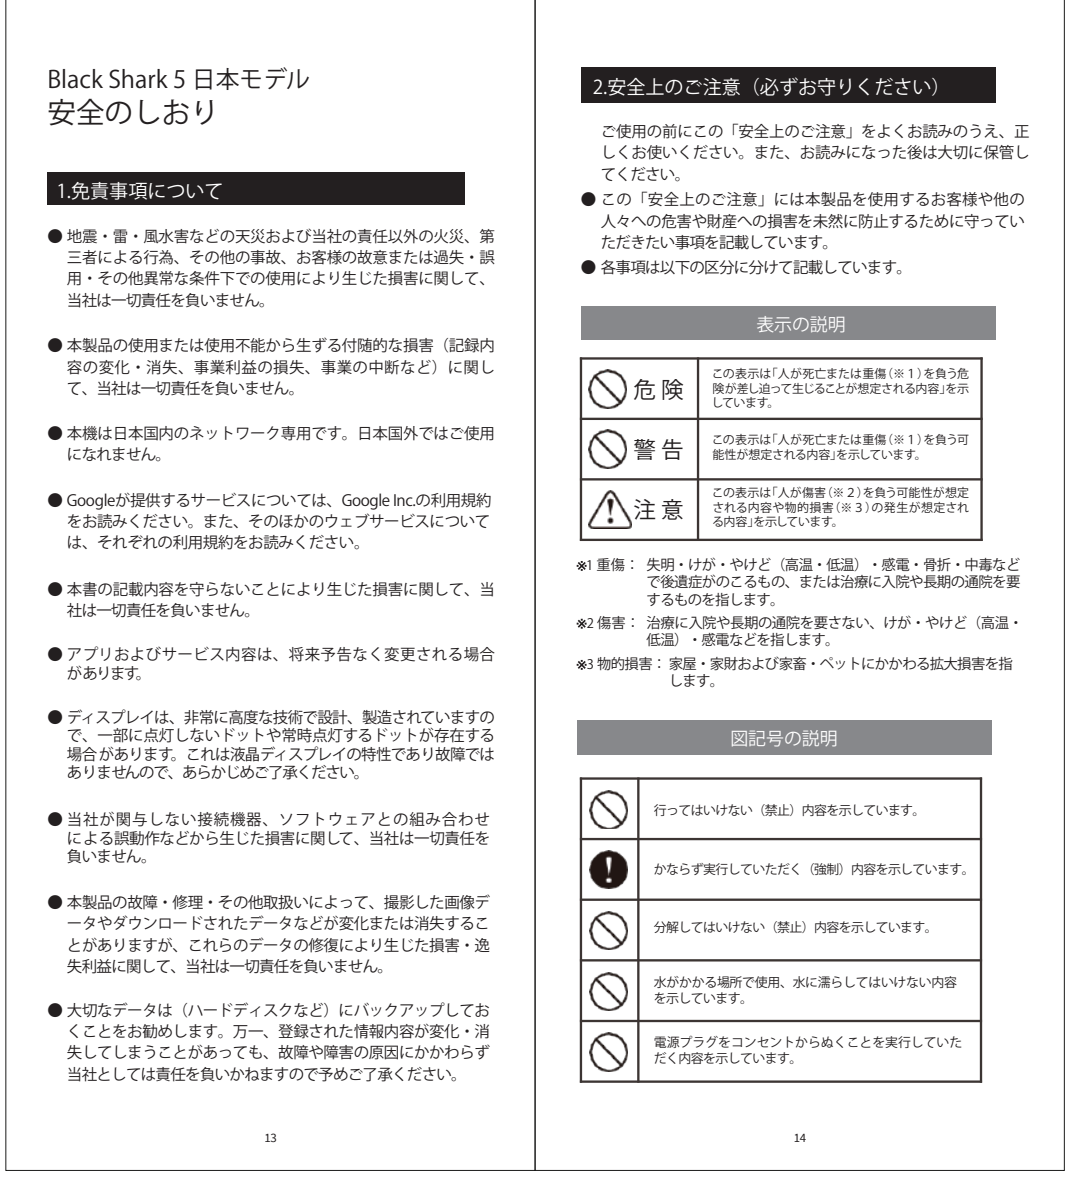 Black Shark 5 日本モデル
安全のしおり
1.免責事項について
● 地震・雷・風水害などの天災および当社の責任以外の火災、第
三者による行為、その他の事故、お客様の故意または過失・誤
用・その他異常な条件下での使用により生じた損害に関して、
当社は一切責任を負いません。
● 本製品の使用または使用不能から生ずる付随的な損害（記録内
容の変化・消失、事業利益の損失、事業の中断など）に関し
て、当社は一切責任を負いません。
● 本機は日本国内のネットワーク専用です。日本国外ではご使用
になれません。
● Googleが提供するサービスについては、Google Inc.の利用規約
をお読みください。また、そのほかのウェブサービスについて
は、それぞれの利用規約をお読みください。
● 本書の記載内容を守らないことにより生じた損害に関して、当
社は一切責任を負いません。
● アプリおよびサービス内容は、将来予告なく変更される場合
があります。
● ディスプレイは、非常に高度な技術で設計、製造されていますの
で、一部に点灯しないドットや常時点灯するドットが存在する
場合があります。これは液晶ディスプレイの特性であり故障では
ありませんので、あらかじめご了承ください。
● 当社が関与しない接続機器、ソフトウェアとの組み合わせ
による誤動作などから生じた損害に関して、当社は一切責任を
負いません。
● 本製品の故障・修理・その他取扱いによって、撮影した画像デ
ータやダウンロードされたデータなどが変化または消失するこ
とがありますが、これらのデータの修復により生じた損害・逸
失利益に関して、当社は一切責任を負いません。
● 大切なデータは（ハードディスクなど）にバックアップしてお
くことをお勧めします。万一、登録された情報内容が変化・消
失してしまうことがあっても、故障や障害の原因にかかわらず
当社としては責任を負いかねますので予めご了承ください。
13
2.安全上のご注意（必ずお守りください）
ご使用の前にこの「安全上のご注意」をよくお読みのうえ、正
しくお使いください。また、お読みになった後は大切に保管し
てください。
● この「安全上のご注意」には本製品を使用するお客様や他の
人々への危害や財産への損害を未然に防止するために守ってい
ただきたい事項を記載しています。
● 各事項は以下の区分に分けて記載しています。
表示の説明
危険
この表示は「人が死亡または重傷(※1)を負う危
険が差し迫って生じることが想定される内容」を示
しています。
警告
この表示は「人が死亡または重傷(※1)を負う可
能性が想定される内容」を示しています。
注意
この表示は「人が傷害(※2)を負う可能性が想定
される内容や物的損害(※3)の発生が想定され
る内容」を示しています。
※1 重傷： 失明・けが・やけど（高温・低温）・感電・骨折・中毒など
で後遺症がのこるもの、または治療に入院や長期の通院を要
するものを指します。
※2 傷害： 治療に入院や長期の通院を要さない、けが・やけど（高温・
低温）・感電などを指します。
※3 物的損害： 家屋・家財および家畜・ペットにかかわる拡大損害を指
します。
図記号の説明
行ってはいけない（禁止）内容を示しています。
かならず実行していただく（強制）内容を示しています。
分解してはいけない（禁止）内容を示しています。
水がかかる場所で使用、水に濡らしてはいけない内容
を示しています。
電源プラグをコンセントからぬくことを実行していた
だく内容を示しています。
14